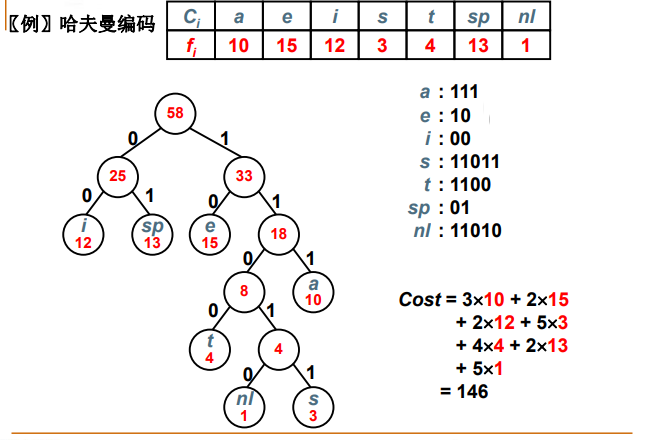 〖例〗哈夫曼编码
Ci a e i s t sp nl
fi 10 15 12 3 4 13 1
58
0 1
25 33
0 1 0 1
i 12 sp 13 e 15 18
0 1
8 a 10
0 1
t 4 4
0 1
nl 1 s 3
a : 111
e : 10
i : 00
s : 11011
t : 1100
sp : 01
nl : 11010
Cost = 3×10 + 2×15
+ 2×12 + 5×3
+ 4×4 + 2×13
+ 5×1
= 146